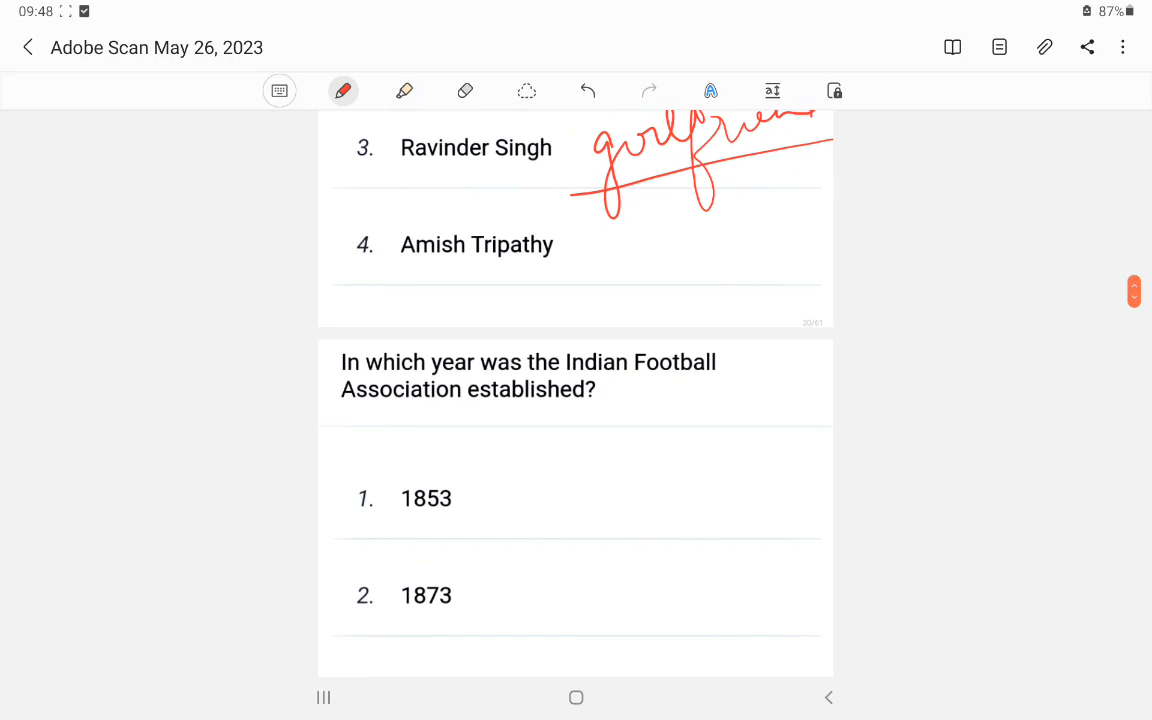 09:48
87%
Adobe Scan May 26, 2023
3. Ravinder Singh
girlfriend
4. Amish Tripathy
20/61
In which year was the Indian Football
Association established?
1. 1853
2. 1873